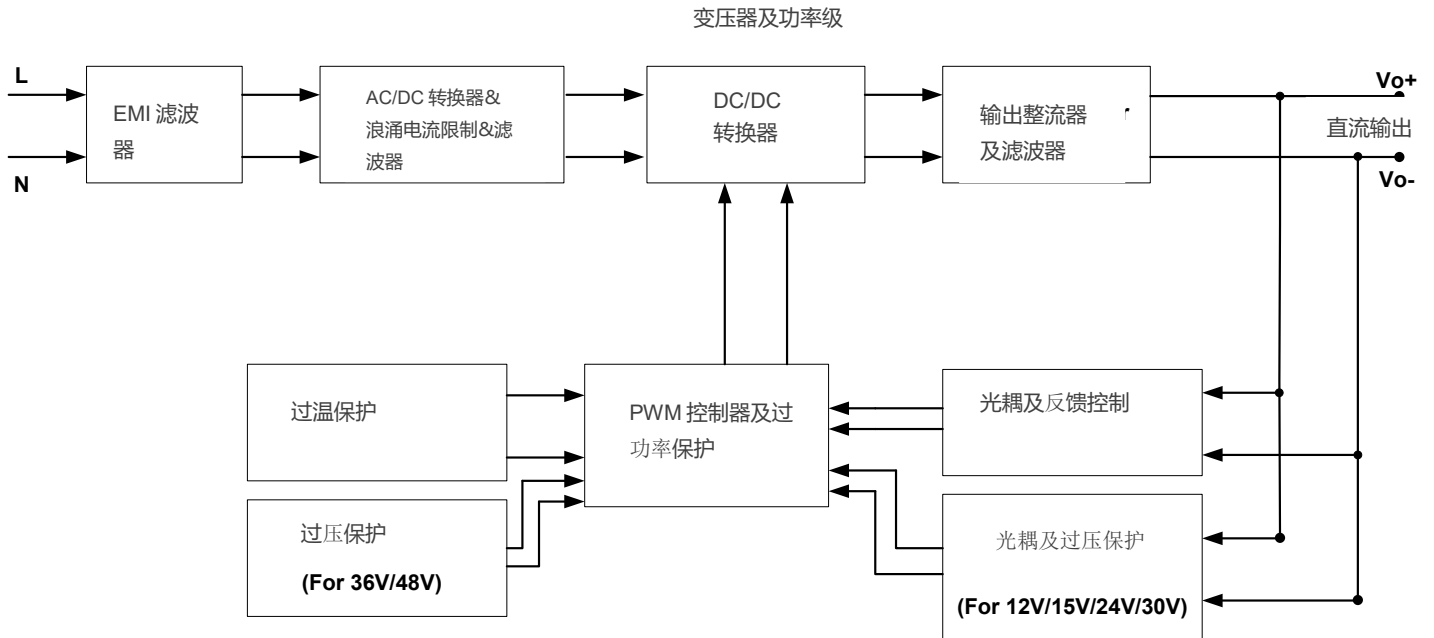 变压器及功率级
L
N
EMI 滤波
器
AC/DC 转换器&
浪涌电流限制&滤
波器
DC/DC
转换器
输出整流器
及滤波器
Vo+
直流输出
Vo-
过温保护
PWM 控制器及过
功率保护
光耦及反馈控制
过压保护
(For 36V/48V)
光耦及过压保护
(For 12V/15V/24V/30V)